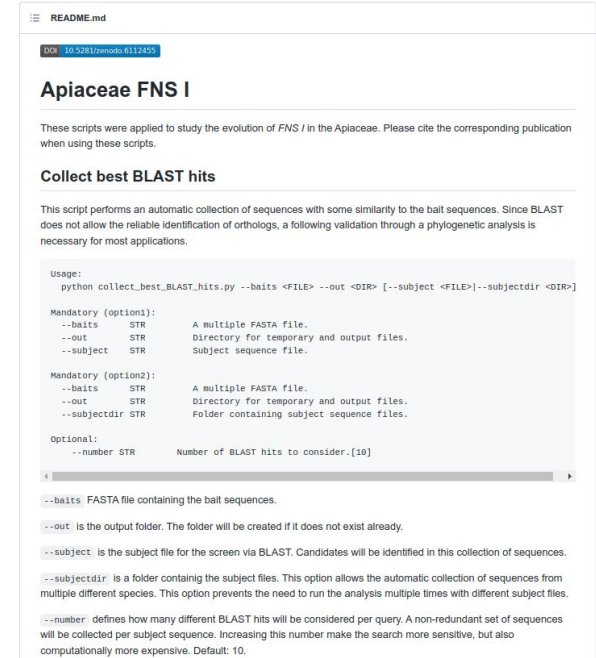 README.md
DOI 10.5281/zenodo.6112455
Apiaceae FNS I
These scripts were applied to study the evolution of FNS I in the Apiaceae. Please cite the corresponding publication
when using these scripts.
Collect best BLAST hits
This script performs an automatic collection of sequences with some similarity to the bait sequences. Since BLAST
does not allow the reliable identification of orthologs, a following validation through a phylogenetic analysis is
necessary for most applications.
Usage:
python collect_best_BLAST_hits.py --baits <FILE> --out <DIR> [--subject <FILE>|--subjectdir <DIR>]
Mandatory (option1):
--baits STR A multiple FASTA file.
--out STR Directory for temporary and output files.
--subject STR Subject sequence file.
Mandatory (option2):
--baits STR A multiple FASTA file.
--out STR Directory for temporary and output files.
--subjectdir STR Folder containing subject sequence files.
Optional:
--number STR Number of BLAST hits to consider.[10]
--baits FASTA file containing the bait sequences.
--out is the output folder. The folder will be created if it does not exist already.
--subject is the subject file for the screen via BLAST. Candidates will be identified in this collection of sequences.
--subjectdir is a folder containig the subject files. This option allows the automatic collection of sequences from
multiple different species. This option prevents the need to run the analysis multiple times with different subject files.
--number defines how many different BLAST hits will be considered per query. A non-redundant set of sequences
will be collected per subject sequence. Increasing this number make the search more sensitive, but also
computationally more expensive. Default: 10.